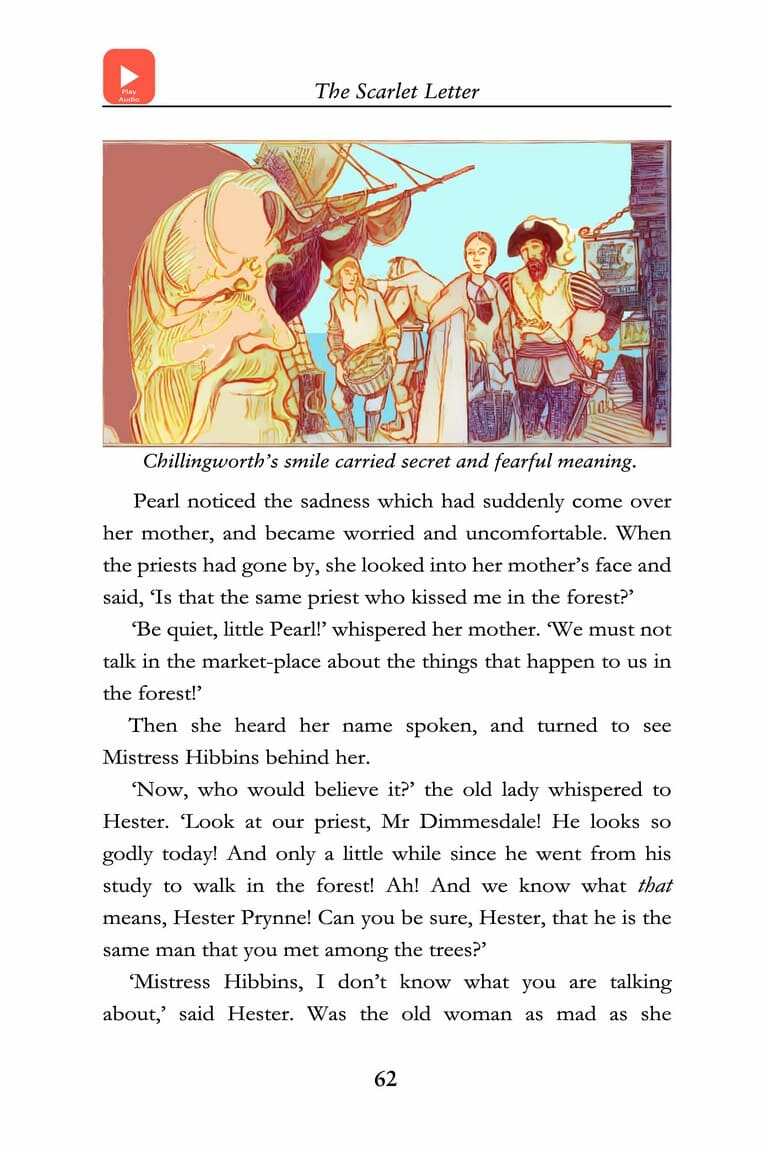 Play
Audio
The Scarlet Letter
Chillingworth’s smile carried secret and fearful meaning.
Pearl noticed the sadness which had suddenly come over
her mother, and became worried and uncomfortable. When
the priests had gone by, she looked into her mother’s face and
said, ‘Is that the same priest who kissed me in the forest?’
‘Be quiet, little Pearl!’ whispered her mother. ‘We must not
talk in the market-place about the things that happen to us in
the forest!’
Then she heard her name spoken, and turned to see
Mistress Hibbins behind her.
‘Now, who would believe it?’ the old lady whispered to
Hester. ‘Look at our priest, Mr Dimmesdale! He looks so
godly today! And only a little while since he went from his
study to walk in the forest! Ah! And we know what that
means, Hester Prynne! Can you be sure, Hester, that he is the
same man that you met among the trees?’
‘Mistress Hibbins, I don’t know what you are talking
about,’ said Hester. Was the old woman as mad as she
62